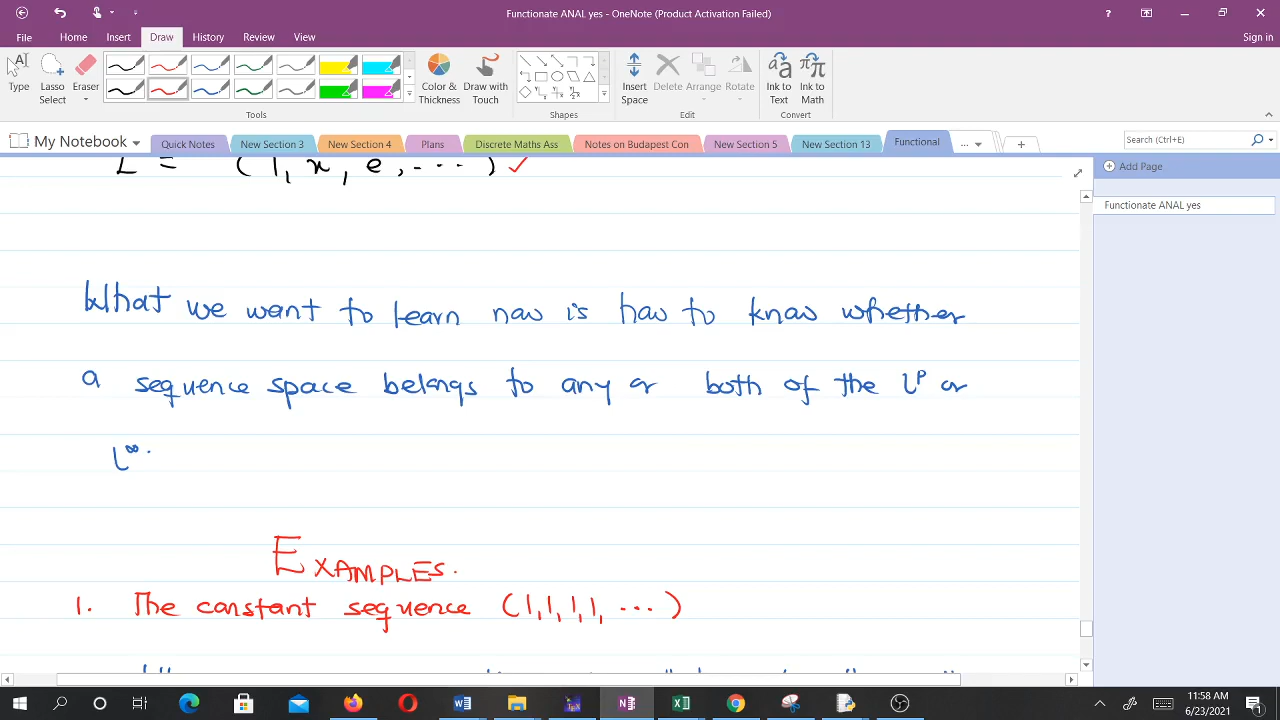 Functionate ANAL yes - OneNote (Product Activation Failed)
File Home Insert Draw History Review View Sign in
Type Lasso Select Eraser Color & Thickness Draw with Touch Insert Space Delete Arrange Rotate Ink to Text Ink to Math
Tools Shapes Edit Convert
My Notebook Quick Notes New Section 3 New Section 4 Plans Discrete Maths Ass Notes on Budapest Con New Section 5 New Section 13 Functional ... Search (Ctrl+E)
Add Page
Functionate ANAL yes
L = (1, x, e, ...) ✓
What we want to learn now is how to know whether
a sequence space belongs to any or both of the lᵖ or
l∞.
EXAMPLES.
1. The constant sequence (1,1,1,1, ...)
11:58 AM
6/23/2021